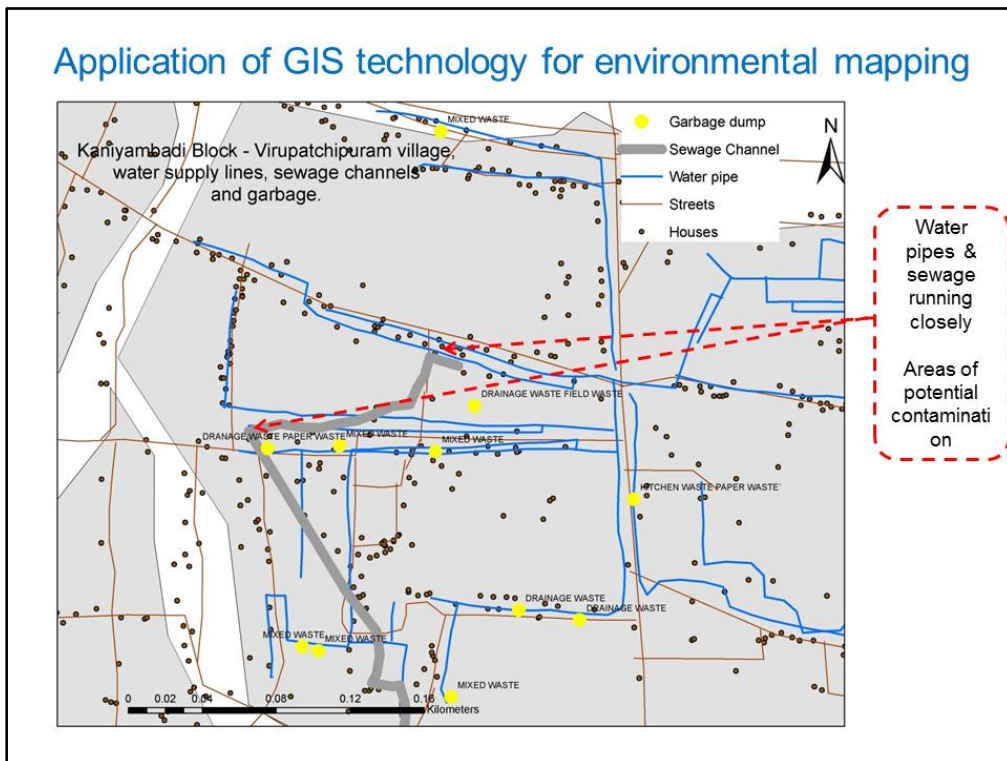 Application of GIS technology for environmental mapping
MIXED WASTE
Kaniyambadi Block - Virupatchipuram village,
water supply lines, sewage channels
and garbage.
Garbage dump
Sewage Channel
Water pipe
Streets
Houses
N
Water
pipes &
sewage
running
closely
Areas of
potential
contaminati
on
DRAINAGE WASTE FIELD WASTE
DRANAGE WASTE PAPER WASTE
MIXED WASTE
MIXED WASTE
KITCHEN WASTE PAPER WASTE
DRAINAGE WASTE
DRAINAGE WASTE
MIXED WASTE
MIXED WASTE
MIXED WASTE
0 0.02 0.04 0.08 0.12 0.16
Kilometers